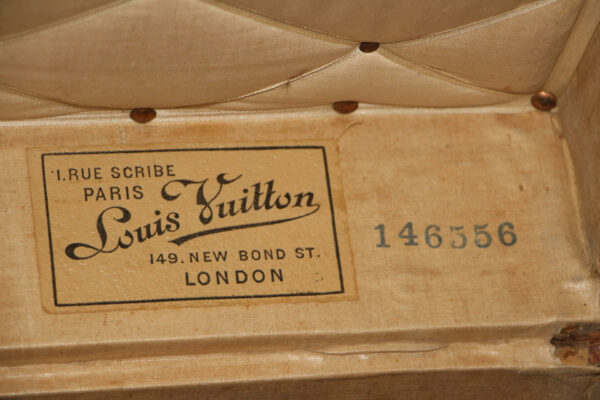 1. RUE SCRIBE
PARIS
Louis Vuitton
149. NEW BOND ST.
LONDON
146556